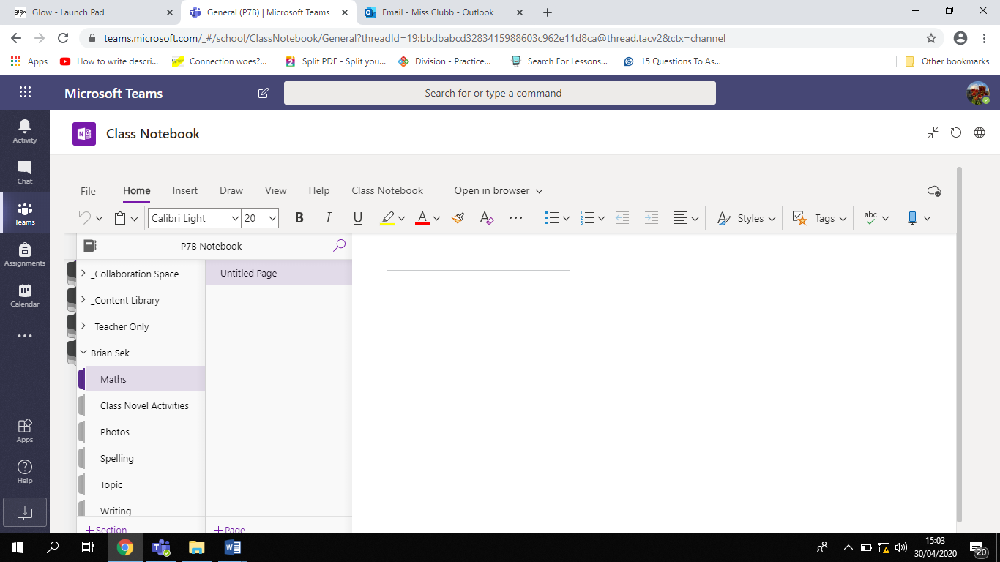 Glow - Launch Pad
General (P7B) | Microsoft Teams
Email - Miss Clubb - Outlook
teams.microsoft.com/_#/school/ClassNotebook/General?threadId=19:bbdbabcd3283415988603c962e11d8ca@thread.tacv2&ctx=channel
Apps How to write descri... Connection woes?... Split PDF - Split you... Division - Practice... Search For Lessons... 15 Questions To As... Other bookmarks
Microsoft Teams
Search for or type a command
Activity
Chat
Teams
Assignments
Calendar
Apps
Help
Class Notebook
File Home Insert Draw View Help Class Notebook Open in browser
Calibri Light 20 B I U A A Styles Tags abc
P7B Notebook
_Collaboration Space
_Content Library
_Teacher Only
Brian Sek
Maths
Class Novel Activities
Photos
Spelling
Topic
Writing
+ Section
Untitled Page
+ Page
15:03
30/04/2020
20